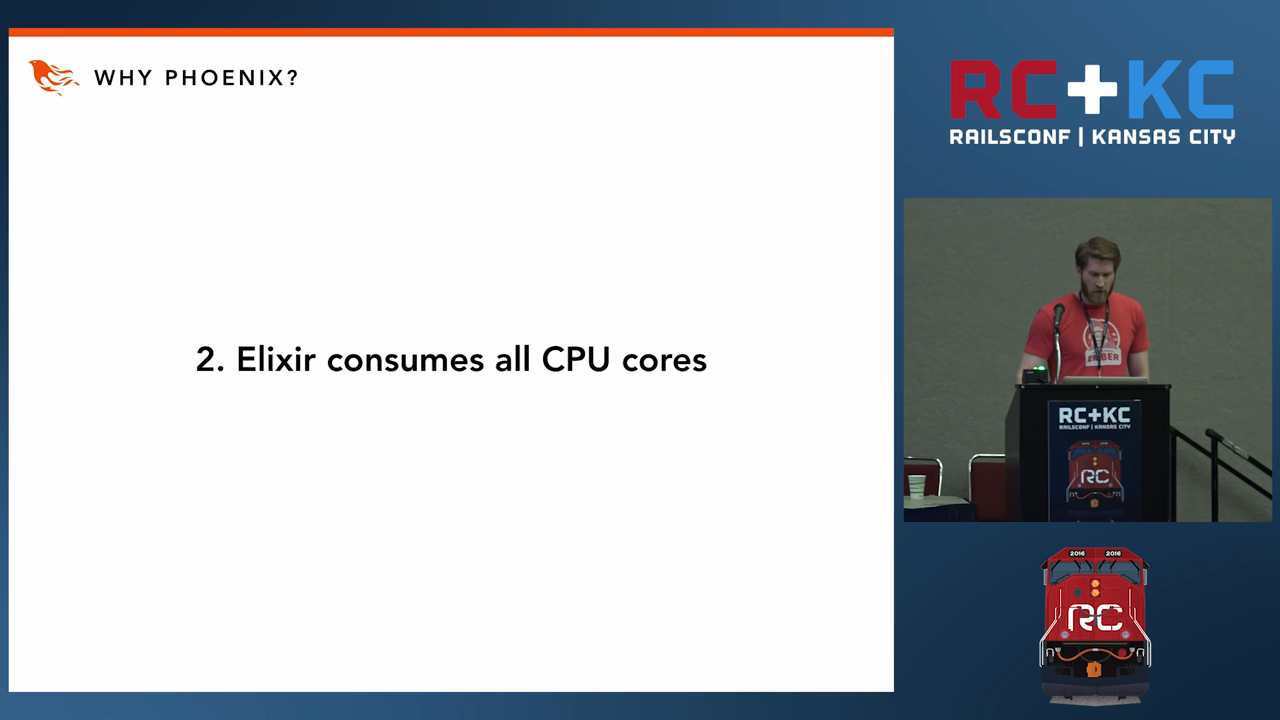 WHY PHOENIX?
2. Elixir consumes all CPU cores
RC+KC
RAILSCONF | KANSAS CITY
EMBER
RC+KC
RAILSCONF | KANSAS CITY
RC
2016 2016
RC